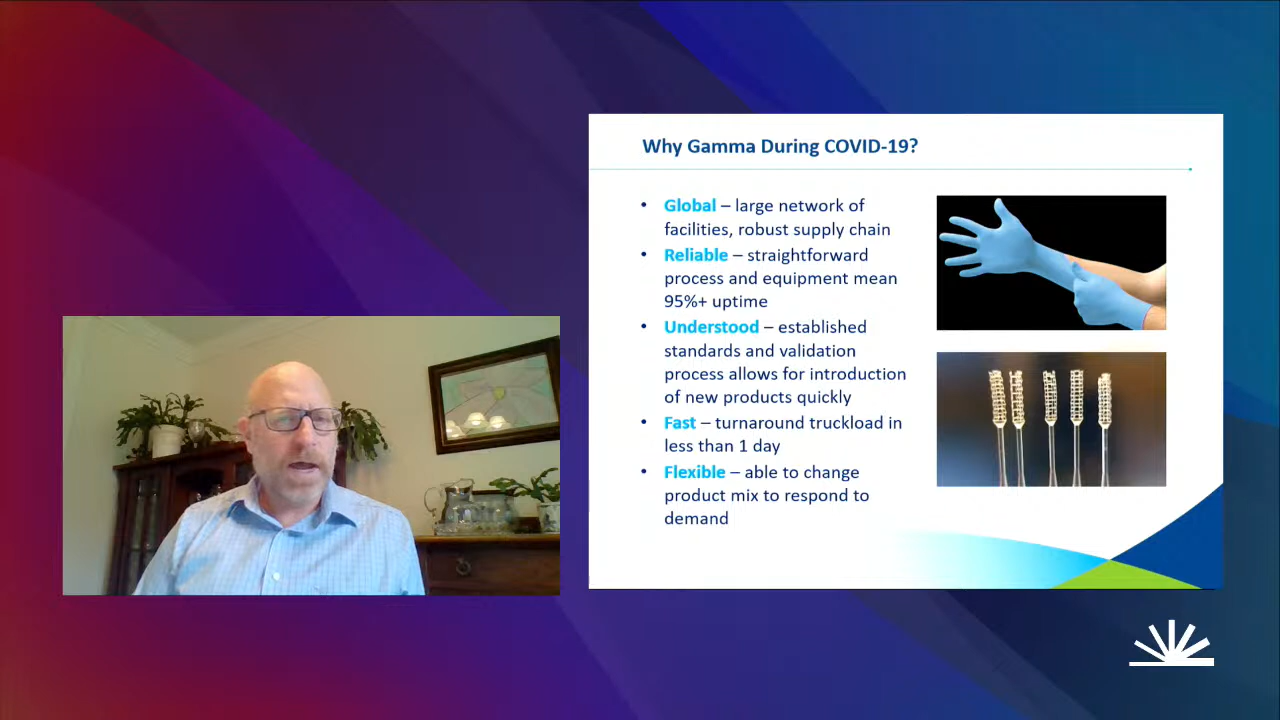 Why Gamma During COVID-19?
• Global – large network of
facilities, robust supply chain
• Reliable – straightforward
process and equipment mean
95%+ uptime
• Understood – established
standards and validation
process allows for introduction
of new products quickly
• Fast – turnaround truckload in
less than 1 day
• Flexible – able to change
product mix to respond to
demand